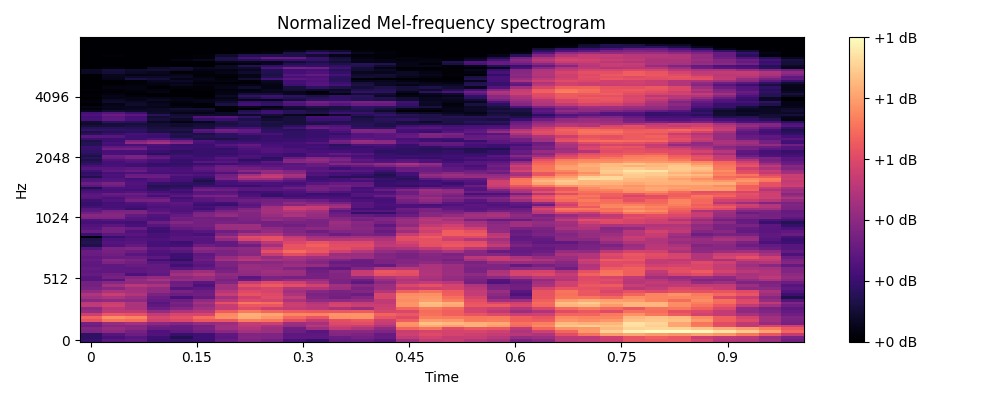 Normalized Mel-frequency spectrogram
Hz
4096
2048
1024
512
0
0 0.15 0.3 0.45 0.6 0.75 0.9
Time
+1 dB
+1 dB
+1 dB
+0 dB
+0 dB
+0 dB